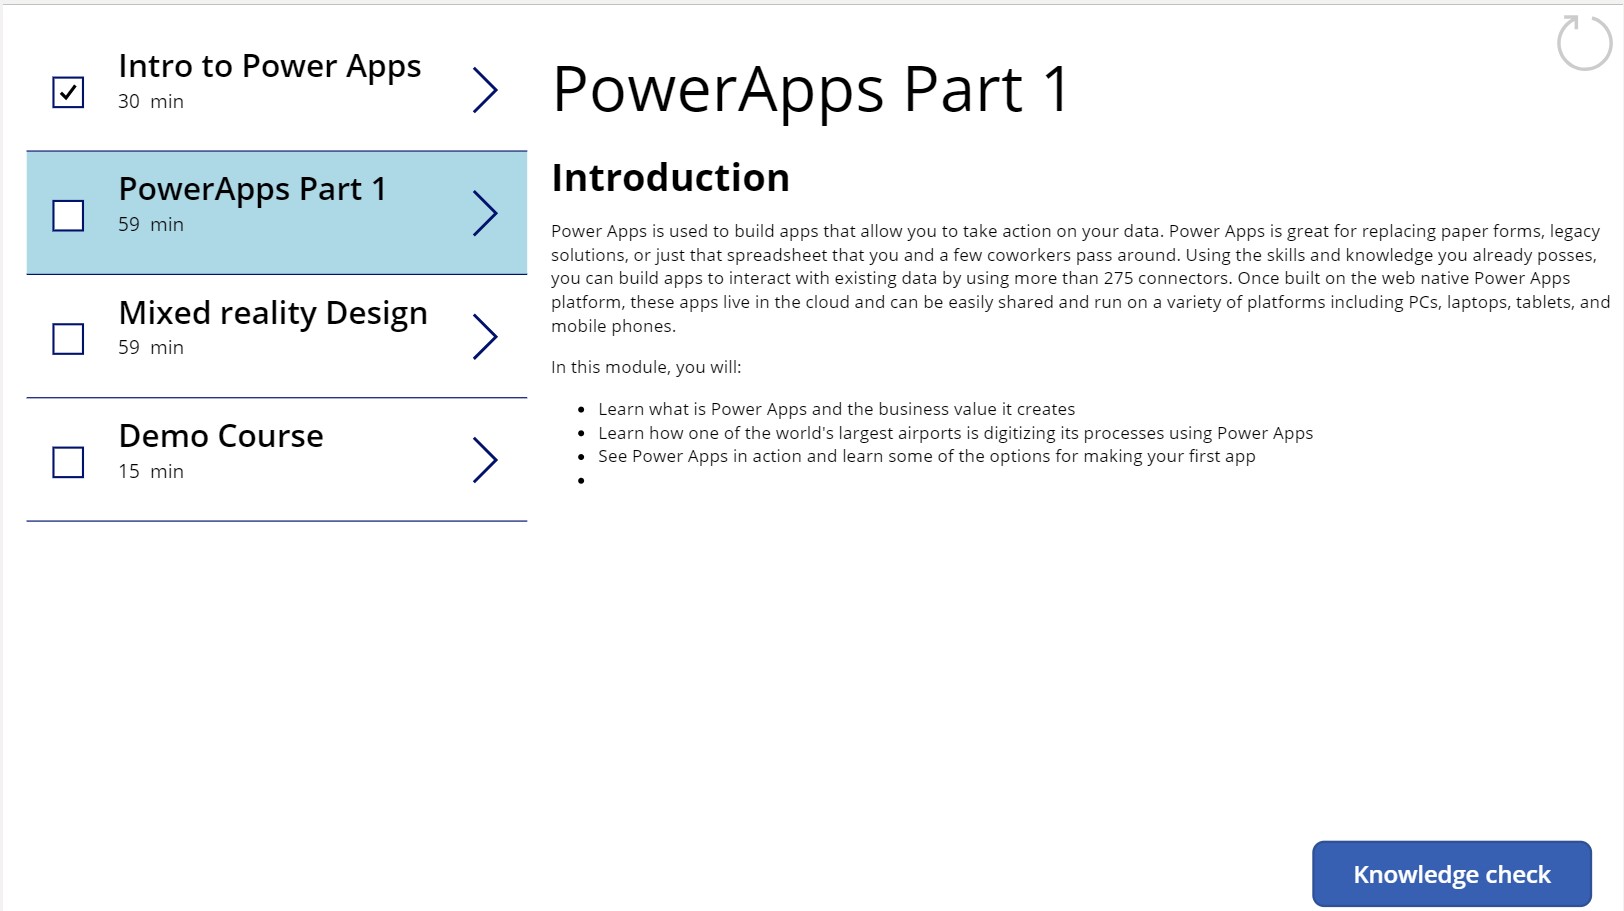 Intro to Power Apps
30 min
PowerApps Part 1
59 min
Mixed reality Design
59 min
Demo Course
15 min
PowerApps Part 1
Introduction
Power Apps is used to build apps that allow you to take action on your data. Power Apps is great for replacing paper forms, legacy
solutions, or just that spreadsheet that you and a few coworkers pass around. Using the skills and knowledge you already posses,
you can build apps to interact with existing data by using more than 275 connectors. Once built on the web native Power Apps
platform, these apps live in the cloud and can be easily shared and run on a variety of platforms including PCs, laptops, tablets, and
mobile phones.
In this module, you will:
• Learn what is Power Apps and the business value it creates
• Learn how one of the world's largest airports is digitizing its processes using Power Apps
• See Power Apps in action and learn some of the options for making your first app
•
Knowledge check